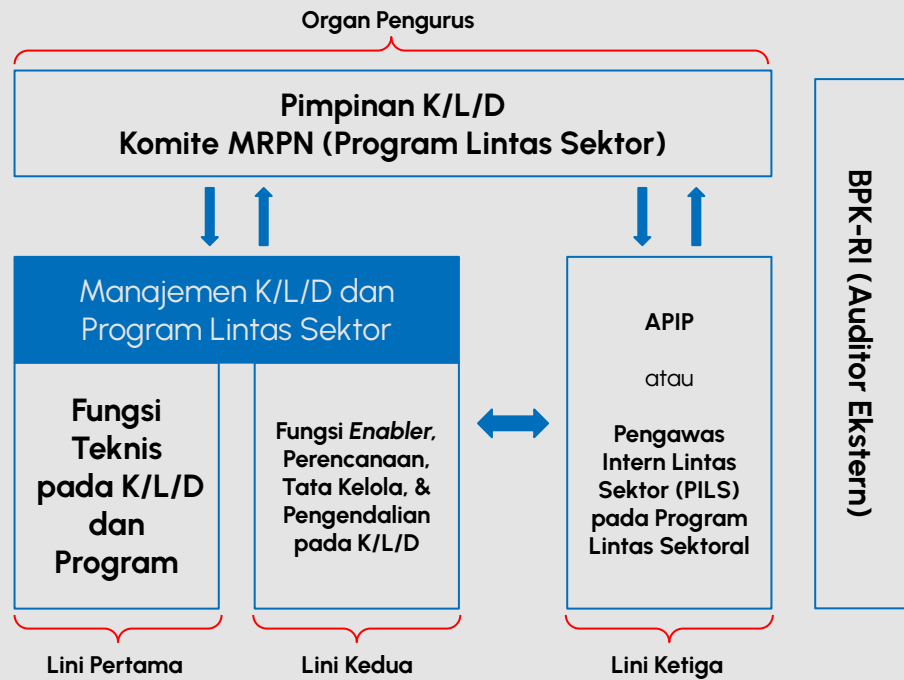 Organ Pengurus
Pimpinan K/L/D
Komite MRPN (Program Lintas Sektor)
Manajemen K/L/D dan
Program Lintas Sektor
Fungsi
Teknis
pada K/L/D
dan
Program
Fungsi Enabler,
Perencanaan,
Tata Kelola, &
Pengendalian
pada K/L/D
APIP
atau
Pengawas
Intern Lintas
Sektor (PILS)
pada Program
Lintas Sektoral
BPK-RI (Auditor Ekstern)
Lini Pertama
Lini Kedua
Lini Ketiga